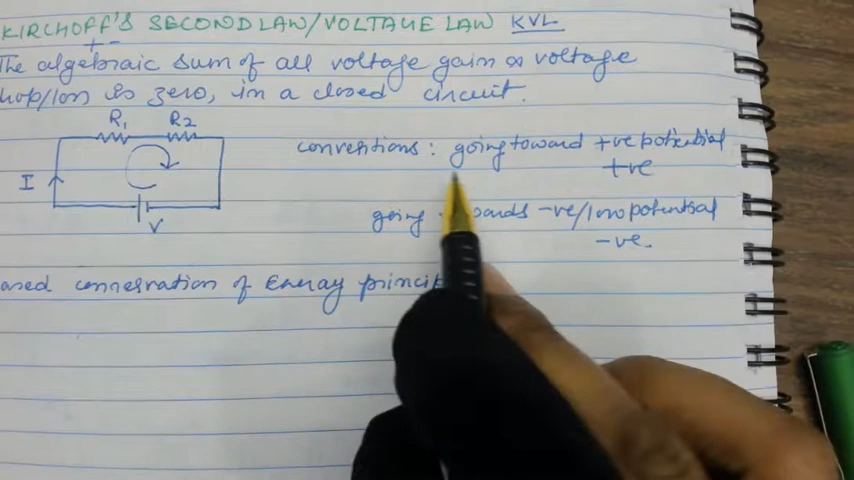 KIRCHOFF'S SECOND LAW/VOLTAGE LAW KVL
+ -
The algebraic sum of all voltage gain or voltage
drop/loss is zero, in a closed circuit.
R1 R2
I
V
conventions: going toward +ve potential
+ve
going towards -ve/low potential
-ve.
conservation of Energy